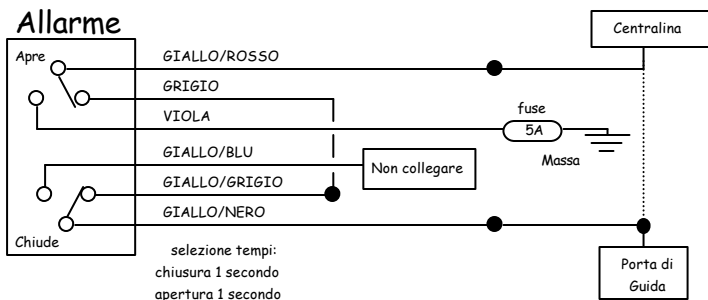 Allarme
Centralina
Apre
GIALLO/ROSSO
GRIGIO
fuse
VIOLA
5A
Massa
GIALLO/BLU
Non collegare
GIALLO/GRIGIO
GIALLO/NERO
Chiude
selezione tempi:
chiusura 1 secondo
apertura 1 secondo
Porta di
Guida